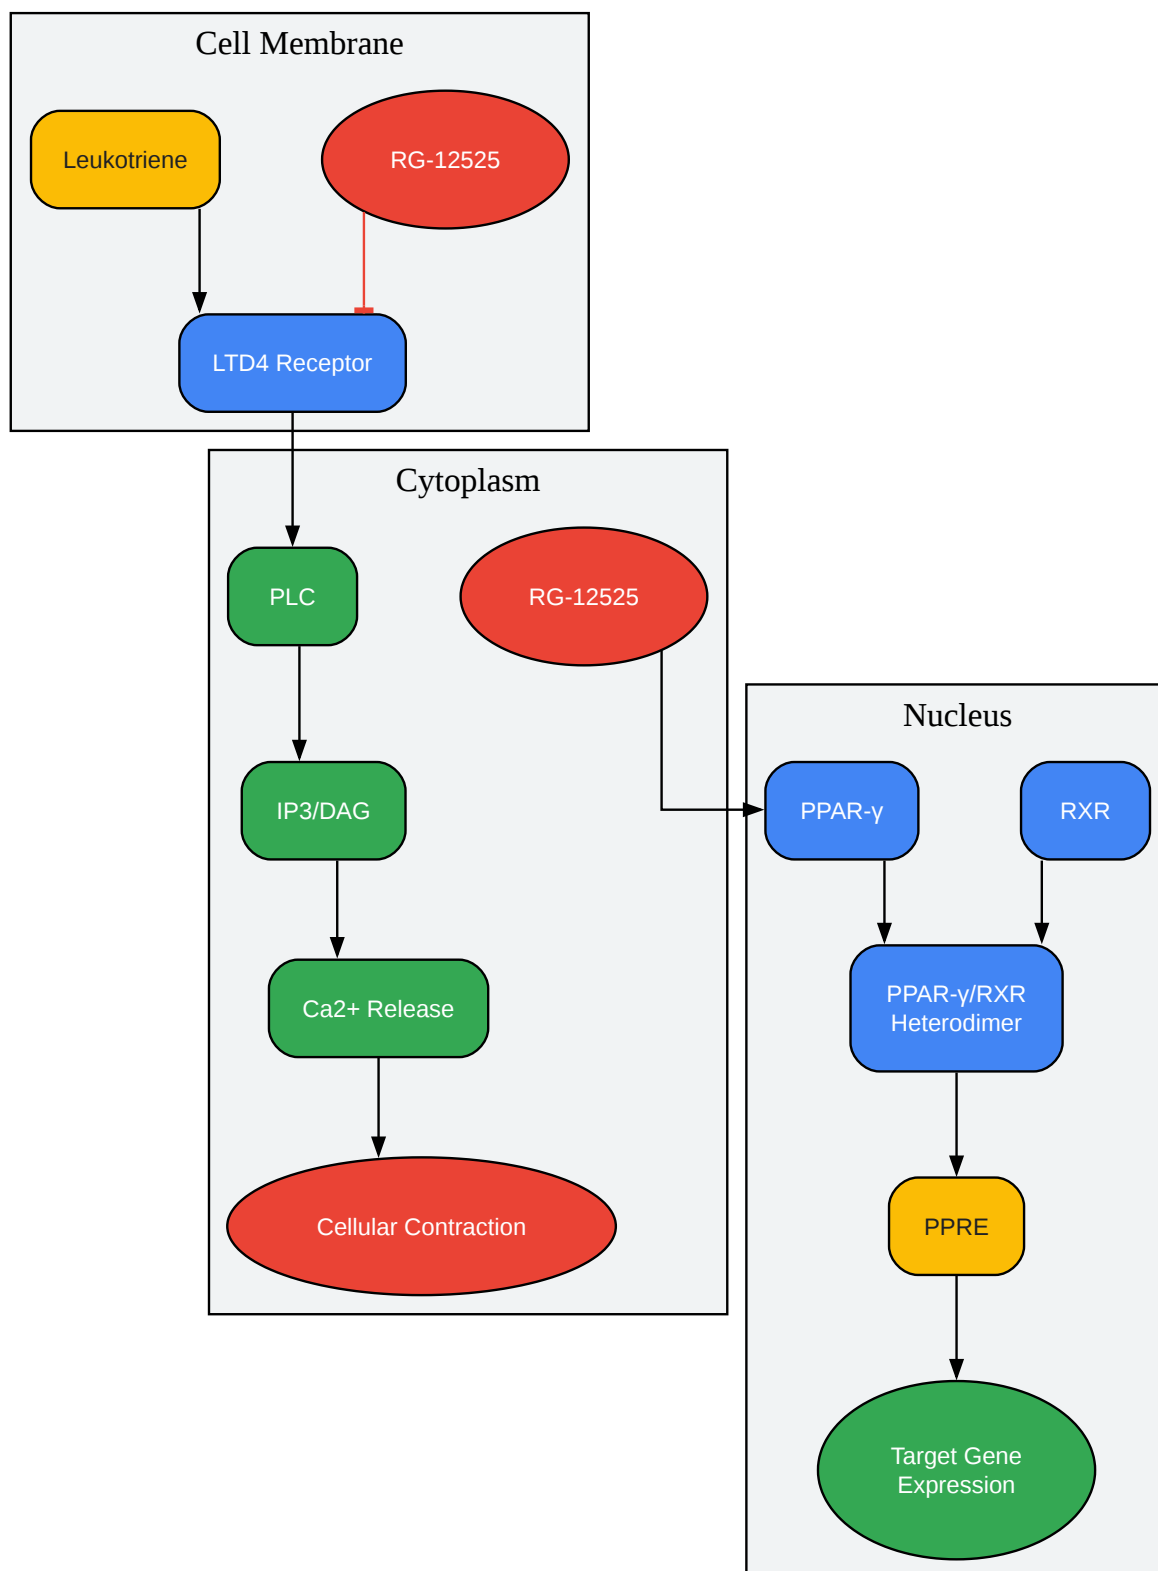 Cell Membrane
Leukotriene
RG-12525
LTD4 Receptor
Cytoplasm
PLC
RG-12525
IP3/DAG
Ca2+ Release
Cellular Contraction
Nucleus
PPAR-γ
RXR
PPAR-γ/RXR
Heterodimer
PPRE
Target Gene
Expression